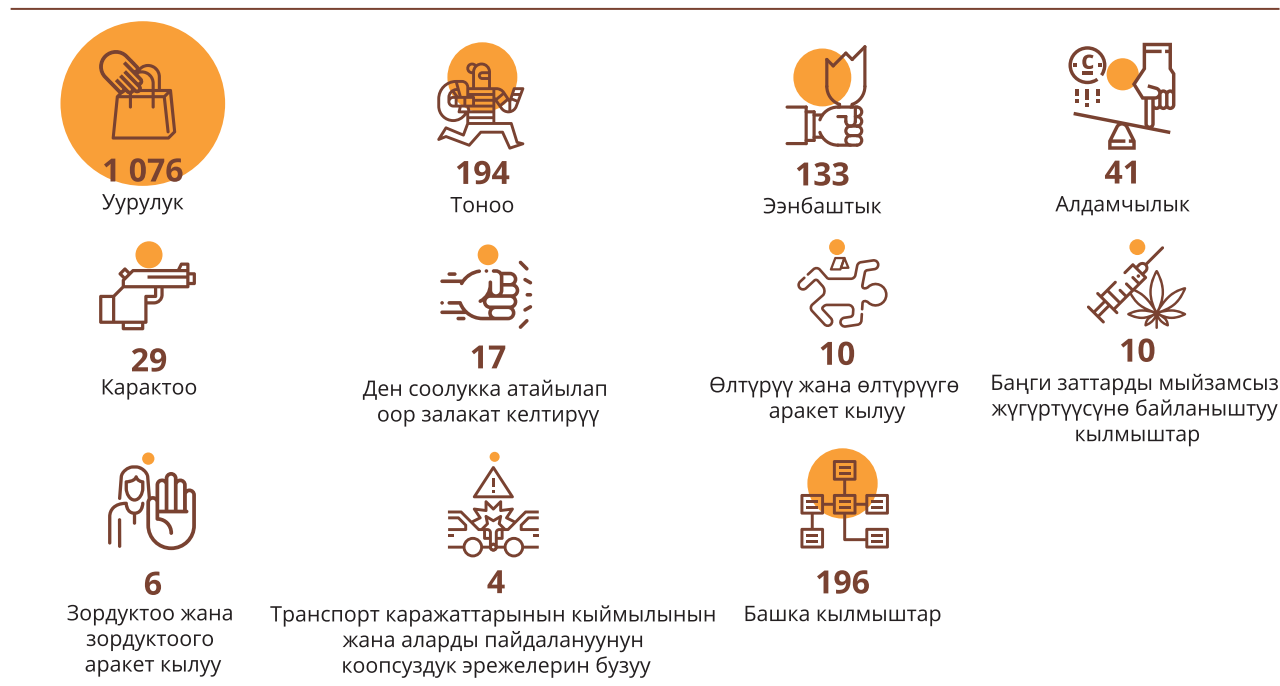 1 076
Уурулук
194
Тоноо
133
Ээнбаштык
С
41
Алдамчылык
29
Карактоо
17
Ден соолукка атайылап
оор залакат келтирүү
10
Өлтүрүү жана өлтүрүүгө
аракет кылуу
10
Баңги заттарды мыйзамсыз
жүгүртүүсүнө байланыштуу
кылмыштар
6
Зордуктоо жана
зордуктоого
аракет кылуу
4
Транспорт каражаттарынын кыймылынын
жана аларды пайдалануунун
коопсуздук эрежелерин бузуу
196
Башка кылмыштар